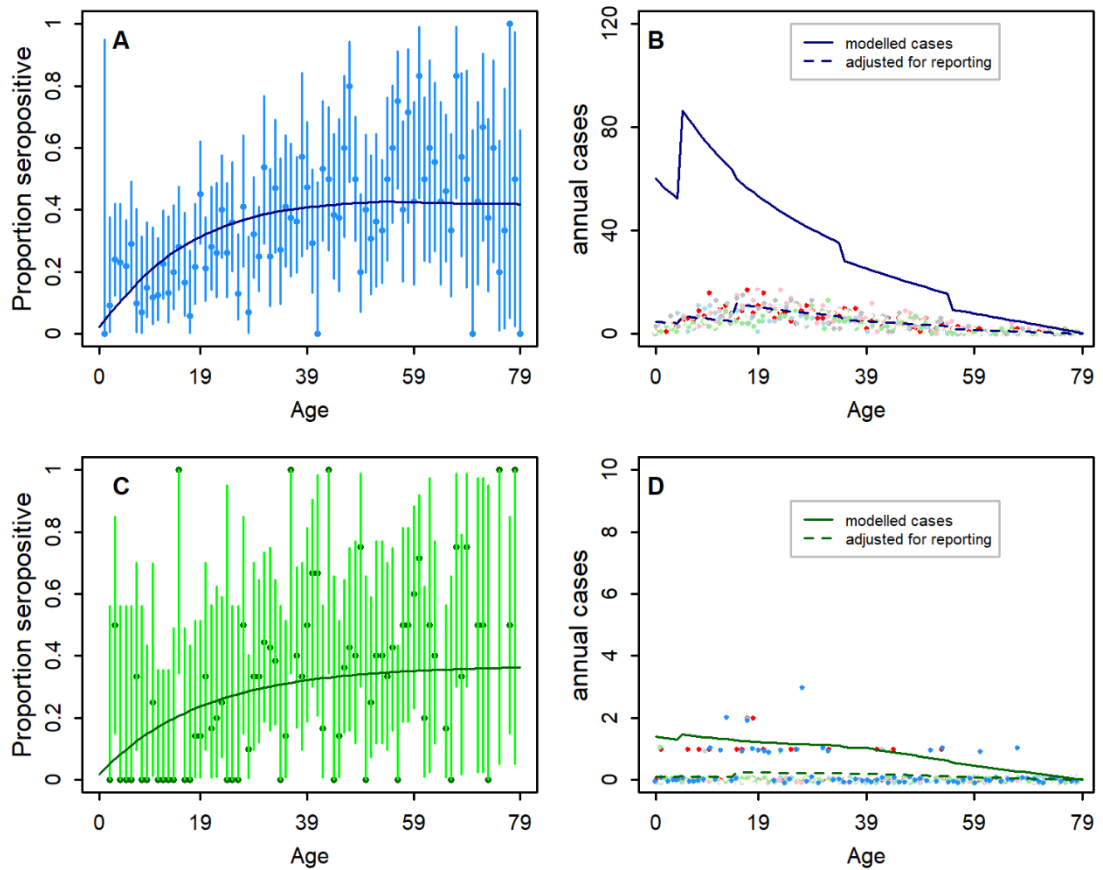 A
Proportion seropositive
0 0.2 0.4 0.6 0.8 1
0 19 39 59 79
Age
B
annual cases
0 40 80 120
modelled cases
adjusted for reporting
0 19 39 59 79
Age
C
Proportion seropositive
0 0.2 0.4 0.6 0.8 1
0 19 39 59 79
Age
D
annual cases
0 2 4 6 8 10
modelled cases
adjusted for reporting
0 19 39 59 79
Age